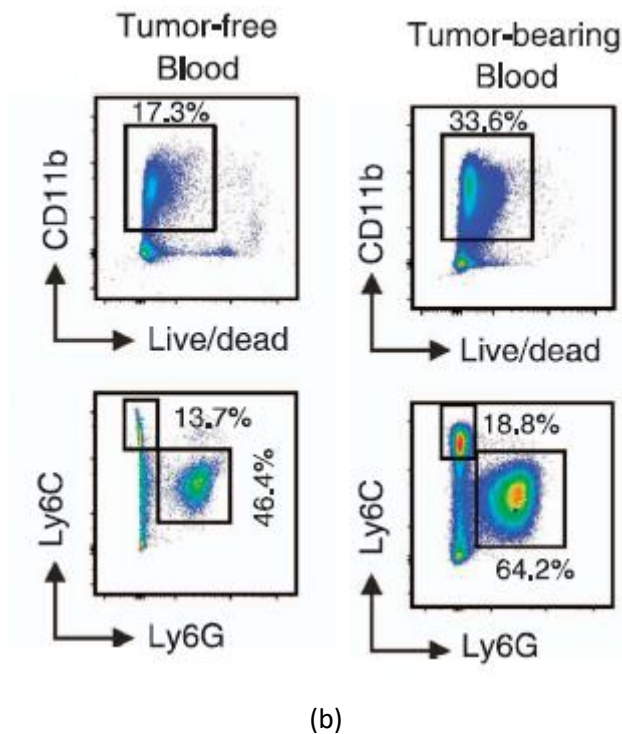 Tumor-free
Blood
Tumor-bearing
Blood
17.3%
CD11b
Live/dead
33.6%
CD11b
Live/dead
13.7%
46.4%
Ly6C
Ly6G
18.8%
64.2%
Ly6C
Ly6G
(b)